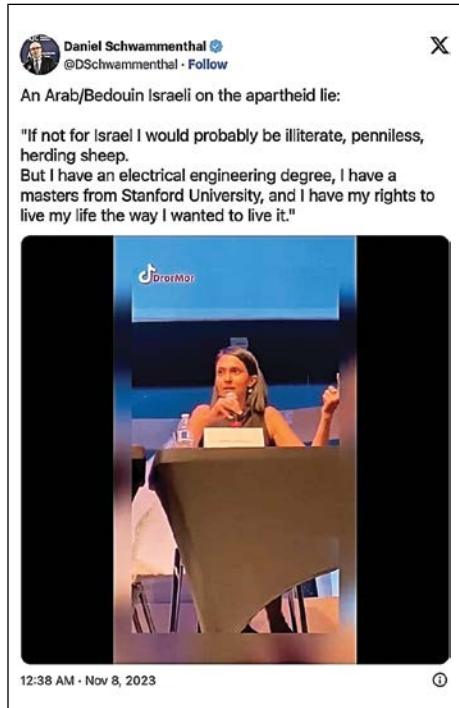 Daniel Schwammenthal
@DSchwammenthal · Follow
An Arab/Bedouin Israeli on the apartheid lie:
"If not for Israel I would probably be illiterate, penniless,
herding sheep.
But I have an electrical engineering degree, I have a
masters from Stanford University, and I have my rights to
live my life the way I wanted to live it."
DrorMor
12:38 AM · Nov 8, 2023